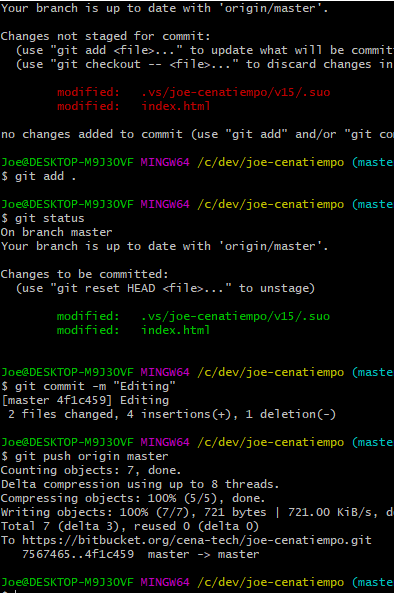 Your branch is up to date with 'origin/master'.
Changes not staged for commit:
(use "git add <file>..." to update what will be committ
(use "git checkout -- <file>..." to discard changes in
modified:   .vs/joe-cenatiempo/v15/.suo
modified:   index.html
no changes added to commit (use "git add" and/or "git co
Joe@DESKTOP-M9J3OVF MINGW64 /c/dev/joe-cenatiempo (maste
$ git add .
Joe@DESKTOP-M9J3OVF MINGW64 /c/dev/joe-cenatiempo (maste
$ git status
On branch master
Your branch is up to date with 'origin/master'.
Changes to be committed:
(use "git reset HEAD <file>..." to unstage)
modified:   .vs/joe-cenatiempo/v15/.suo
modified:   index.html
Joe@DESKTOP-M9J3OVF MINGW64 /c/dev/joe-cenatiempo (maste
$ git commit -m "Editing"
[master 4f1c459] Editing
2 files changed, 4 insertions(+), 1 deletion(-)
Joe@DESKTOP-M9J3OVF MINGW64 /c/dev/joe-cenatiempo (maste
$ git push origin master
Counting objects: 7, done.
Delta compression using up to 8 threads.
Compressing objects: 100% (5/5), done.
Writing objects: 100% (7/7), 721 bytes | 721.00 KiB/s, d
Total 7 (delta 3), reused 0 (delta 0)
To https://bitbucket.org/cena-tech/joe-cenatiempo.git
7567465..4f1c459  master -> master
Joe@DESKTOP-M9J3OVF MINGW64 /c/dev/joe-cenatiempo (maste